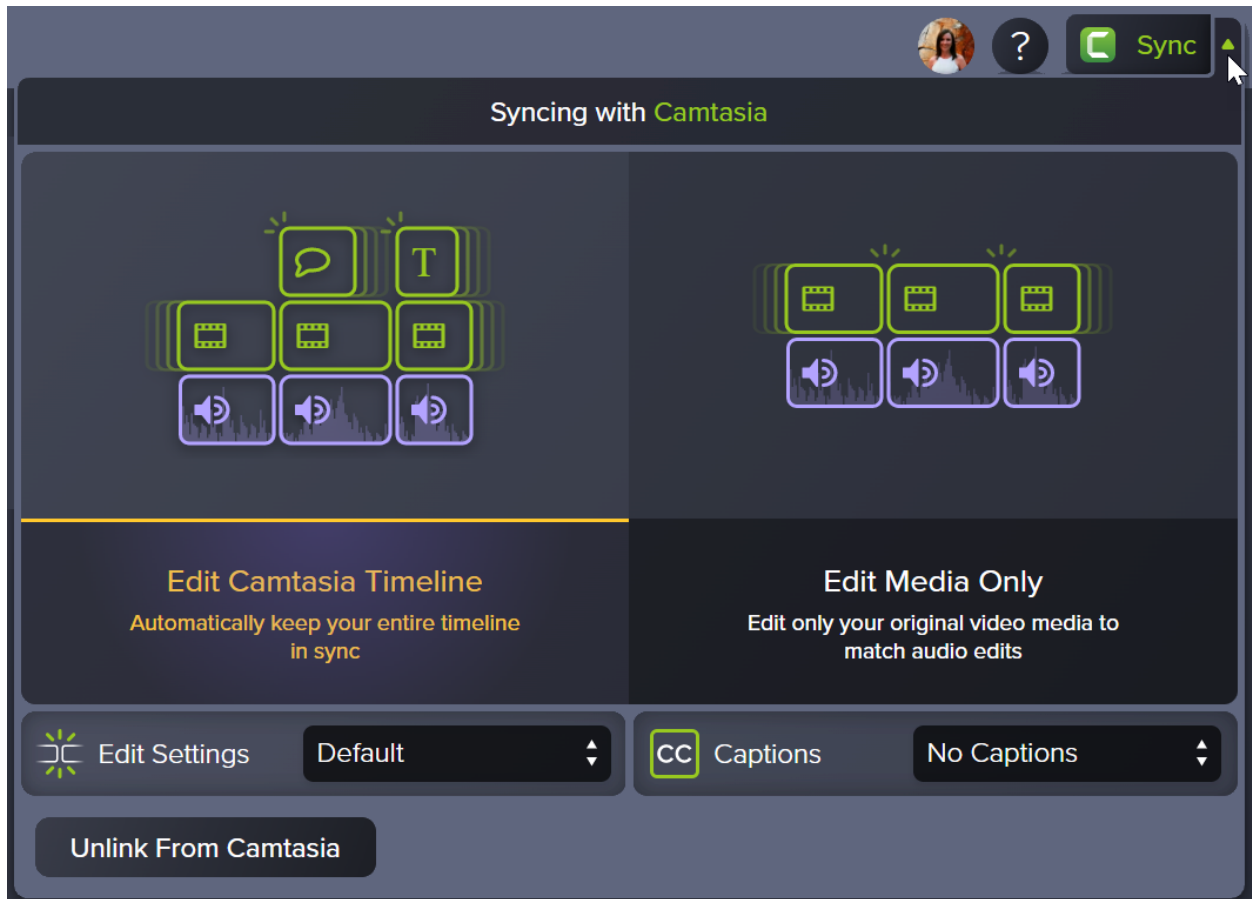 ? Sync
Syncing with Camtasia
T
Edit Camtasia Timeline
Automatically keep your entire timeline
in sync
Edit Media Only
Edit only your original video media to
match audio edits
Edit Settings Default
CC Captions No Captions
Unlink From Camtasia